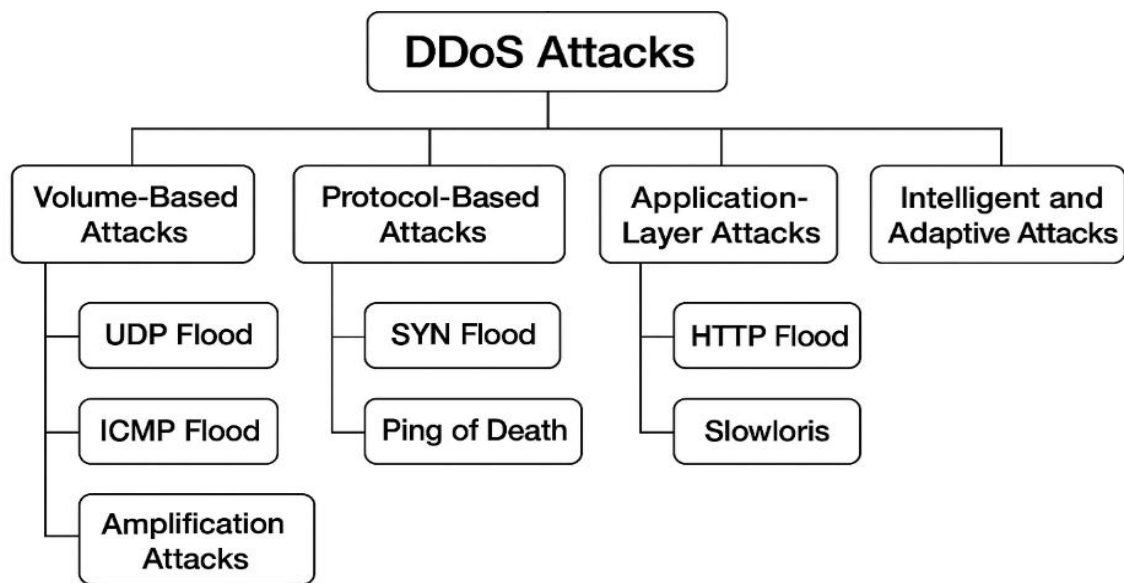 DDoS Attacks
Volume-Based
Attacks
Protocol-Based
Attacks
Application-
Layer Attacks
Intelligent and
Adaptive Attacks
UDP Flood
SYN Flood
HTTP Flood
ICMP Flood
Ping of Death
Slowloris
Amplification
Attacks